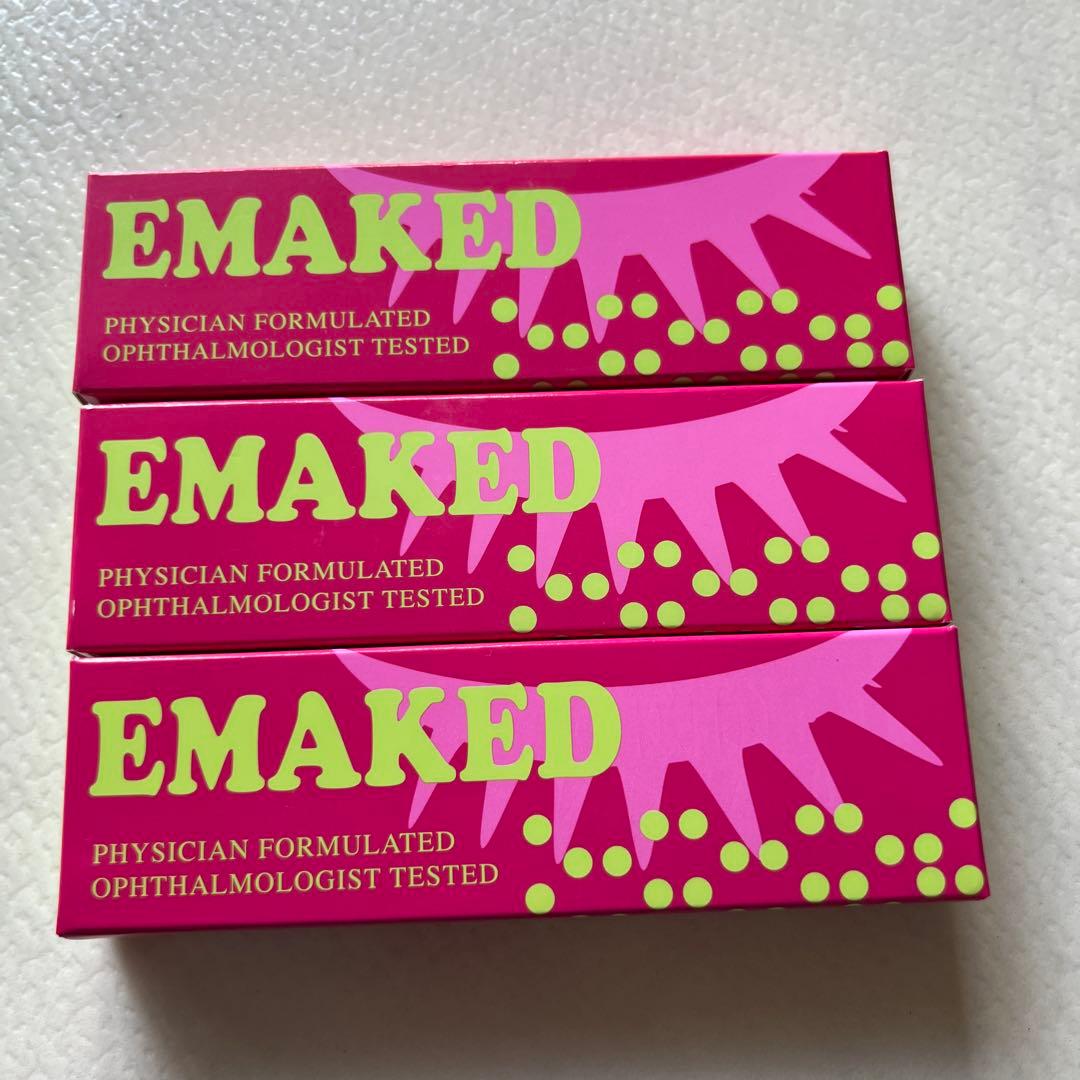 EMAKED
PHYSICIAN FORMULATED
OPHTHALMOLOGIST TESTED
EMAKED
PHYSICIAN FORMULATED
OPHTHALMOLOGIST TESTED
EMAKED
PHYSICIAN FORMULATED
OPHTHALMOLOGIST TESTED